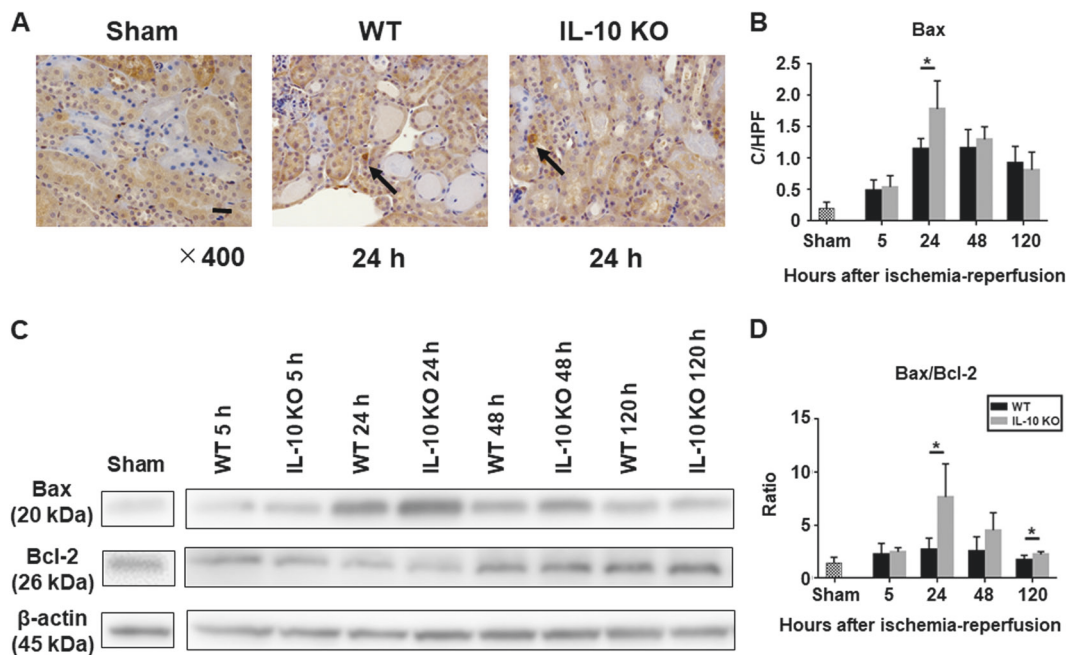 A
Sham
WT
IL-10 KO
× 400
24 h
24 h
B
Bax
C/HPF
2.5
2.0
1.5
1.0
0.5
0
*
Sham
5
24
48
120
Hours after ischemia-reperfusion
C
Sham
WT 5 h
IL-10 KO 5 h
WT 24 h
IL-10 KO 24 h
WT 48 h
IL-10 KO 48 h
WT 120 h
IL-10 KO 120 h
Bax
(20 kDa)
Bcl-2
(26 kDa)
β-actin
(45 kDa)
D
Bax/Bcl-2
WT
IL-10 KO
Ratio
15
10
5
0
*
*
Sham
5
24
48
120
Hours after ischemia-reperfusion